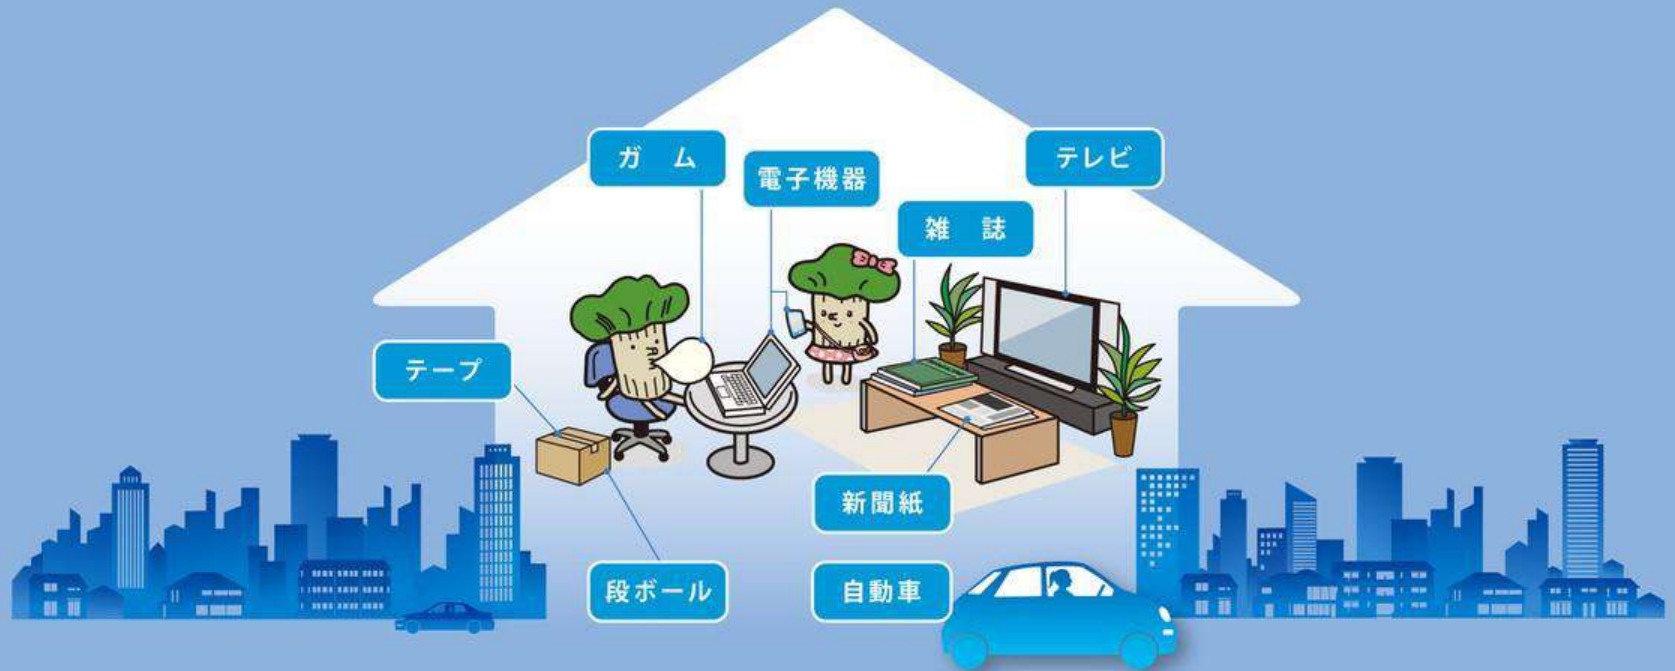 ガ　ム
電子機器
テレビ
雑　誌
テープ
新聞紙
段ボール
自動車